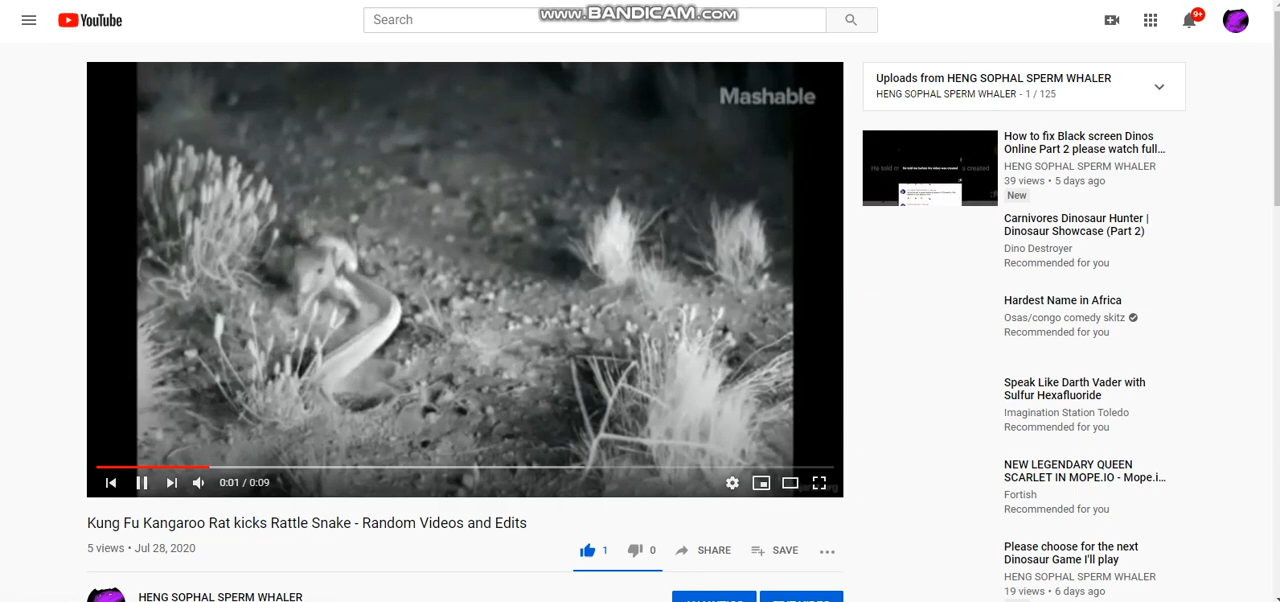 www.BANDICAM.com
YouTube
Search
9+
Mashable
0:01 / 0:09
Kung Fu Kangaroo Rat kicks Rattle Snake - Random Videos and Edits
5 views • Jul 28, 2020
1
0
SHARE
SAVE
HENG SOPHAL SPERM WHALER
Uploads from HENG SOPHAL SPERM WHALER
HENG SOPHAL SPERM WHALER - 1 / 125
How to fix Black screen Dinos
Online Part 2 please watch full...
HENG SOPHAL SPERM WHALER
39 views • 5 days ago
New
Carnivores Dinosaur Hunter |
Dinosaur Showcase (Part 2)
Dino Destroyer
Recommended for you
Hardest Name in Africa
Osas/congo comedy skitz
Recommended for you
Speak Like Darth Vader with
Sulfur Hexafluoride
Imagination Station Toledo
Recommended for you
NEW LEGENDARY QUEEN
SCARLET IN MOPE.IO - Mope.i...
Fortish
Recommended for you
Please choose for the next
Dinosaur Game I'll play
HENG SOPHAL SPERM WHALER
19 views • 6 days ago